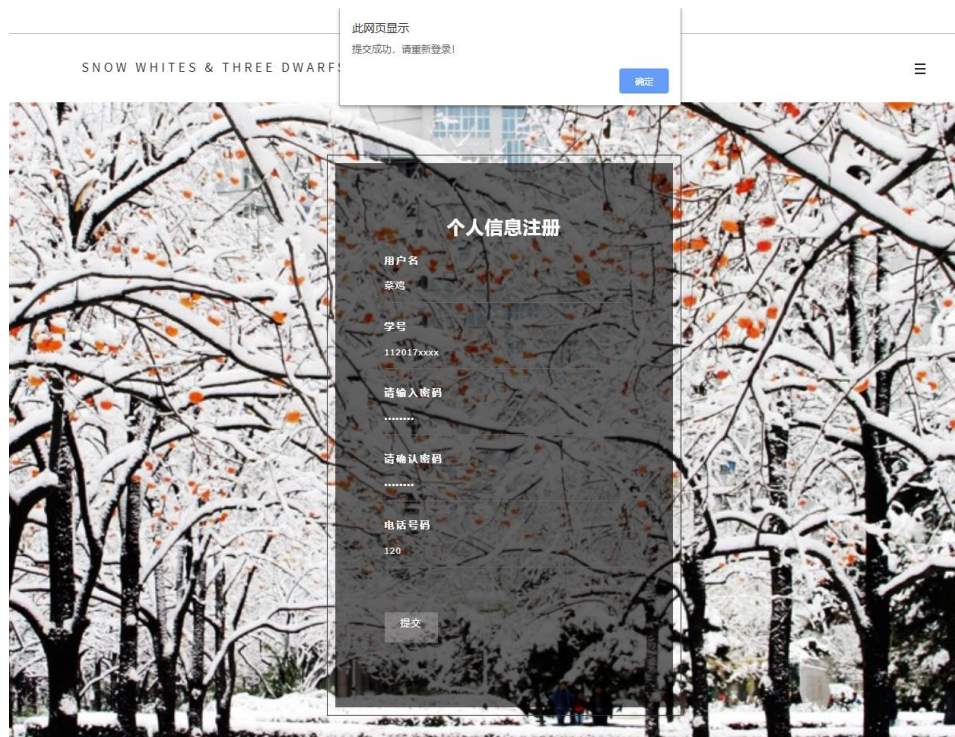 此网页显示
提交成功，请重新登录！
确定
SNOW WHITES & THREE DWARFS
☰
个人信息注册
用户名
菜鸡
学号
112017xxxx
请输入密码
••••••••
请确认密码
••••••••
电话号码
120
提交